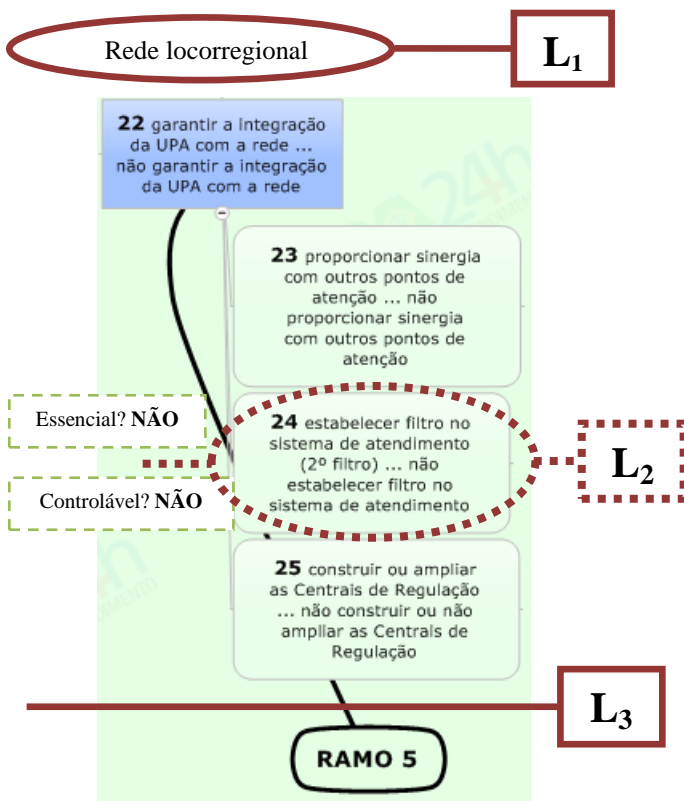 Rede locorregional
L₁
22 garantir a integração
da UPA com a rede ...
não garantir a integração
da UPA com a rede
23 proporcionar sinergia
com outros pontos de
atenção ... não
proporcionar sinergia
com outros pontos de
atenção
Essencial? NÃO
Controlável? NÃO
24 estabelecer filtro no
sistema de atendimento
(2º filtro) ... não
estabelecer filtro no
sistema de atendimento
L₂
25 construir ou ampliar
as Centrais de Regulação
... não construir ou não
ampliar as Centrais de
Regulação
L₃
RAMO 5